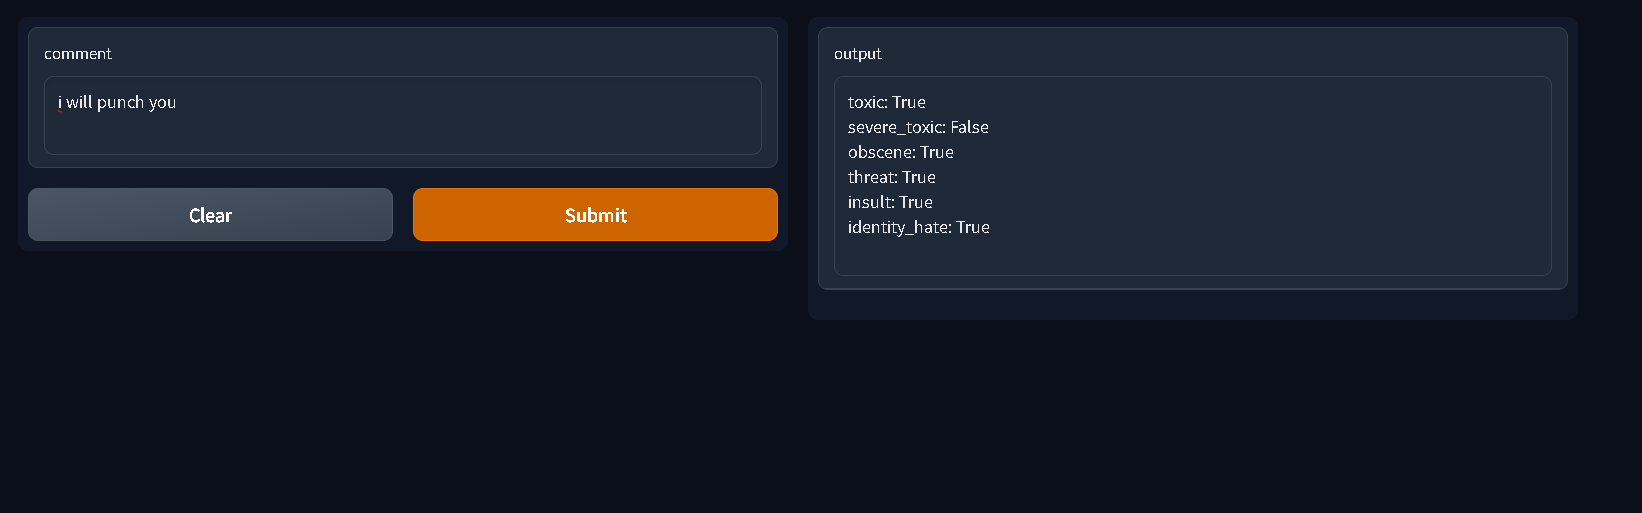 comment
i will punch you
Clear
Submit
output
toxic: True
severe_toxic: False
obscene: True
threat: True
insult: True
identity_hate: True